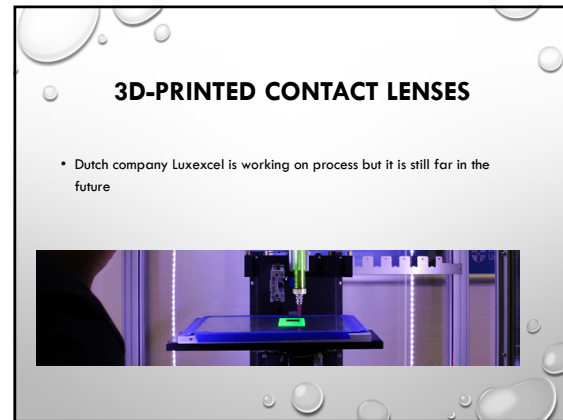 3D-PRINTED CONTACT LENSES
• Dutch company Luxexcel is working on process but it is still far in the
future